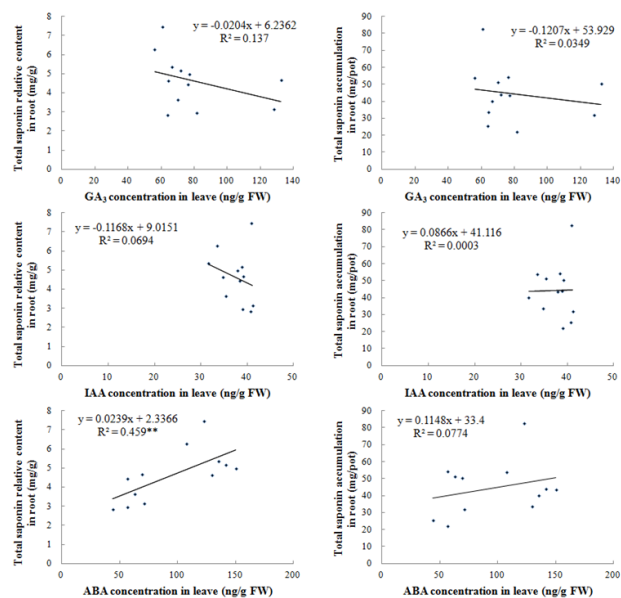 y = -0.0204x + 6.2362
R² = 0.137
Total saponin relative content
in root (mg/g)
8
7
6
5
4
3
2
1
0
0 20 40 60 80 100 120 140
GA₃ concentration in leave (ng/g FW)
y = -0.1207x + 53.929
R² = 0.0349
Total saponin accumulation
in root (mg/pot)
90
80
70
60
50
40
30
20
10
0
0 20 40 60 80 100 120 140
GA₃ concentration in leave (ng/g FW)
y = -0.1168x + 9.0151
R² = 0.0694
Total saponin relative content
in root (mg/g)
8
7
6
5
4
3
2
1
0
0 10 20 30 40 50
IAA concentration in leave (ng/g FW)
y = 0.0866x + 41.116
R² = 0.0003
Total saponin accumulation
in root (mg/pot)
90
80
70
60
50
40
30
20
10
0
0 10 20 30 40 50
IAA concentration in leave (ng/g FW)
y = 0.0239x + 2.3366
R² = 0.459**
Total saponin relative content
in root (mg/g)
8
7
6
5
4
3
2
1
0
0 50 100 150 200
ABA concentration in leave (ng/g FW)
y = 0.1148x + 33.4
R² = 0.0774
Total saponin accumulation
in root (mg/pot)
90
80
70
60
50
40
30
20
10
0
0 50 100 150 200
ABA concentration in leave (ng/g FW)